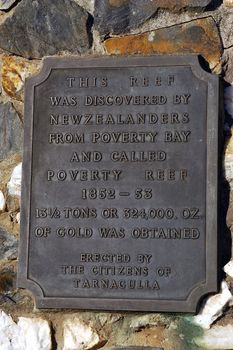 THIS REEF
WAS DISCOVERED BY
NEWZEALANDERS
FROM POVERTY BAY
AND CALLED
POVERTY REEF
1852 – 53
13½ TONS OR 324,000. OZ.
OF GOLD WAS OBTAINED
ERECTED BY
THE CITIZENS OF
TARNAGULLA